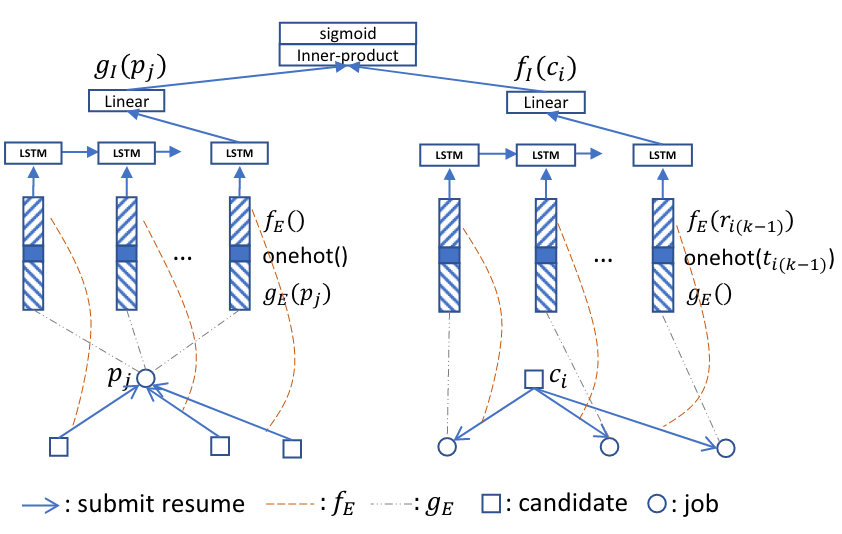 sigmoid
Inner-product
g_I(p_j)
f_I(c_i)
Linear
Linear
LSTM
LSTM
LSTM
LSTM
LSTM
LSTM
f_E()
f_E(r_{i(k−1)})
...
onehot()
...
onehot(t_{i(k−1)})
g_E(p_j)
g_E()
p_j
c_i
: submit resume
: f_E
: g_E
: candidate
: job